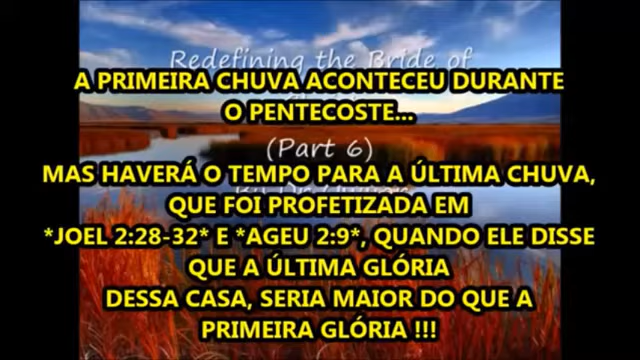 Redefining the Bride of
A PRIMEIRA CHUVA ACONTECEU DURANTE
O PENTECOSTE...
(Part 6)
MAS HAVERÁ O TEMPO PARA A ÚLTIMA CHUVA,
QUE FOI PROFETIZADA EM
*JOEL 2:28-32* E *AGEU 2:9*, QUANDO ELE DISSE
QUE A ÚLTIMA GLÓRIA
DESSA CASA, SERIA MAIOR DO QUE A
PRIMEIRA GLÓRIA !!!